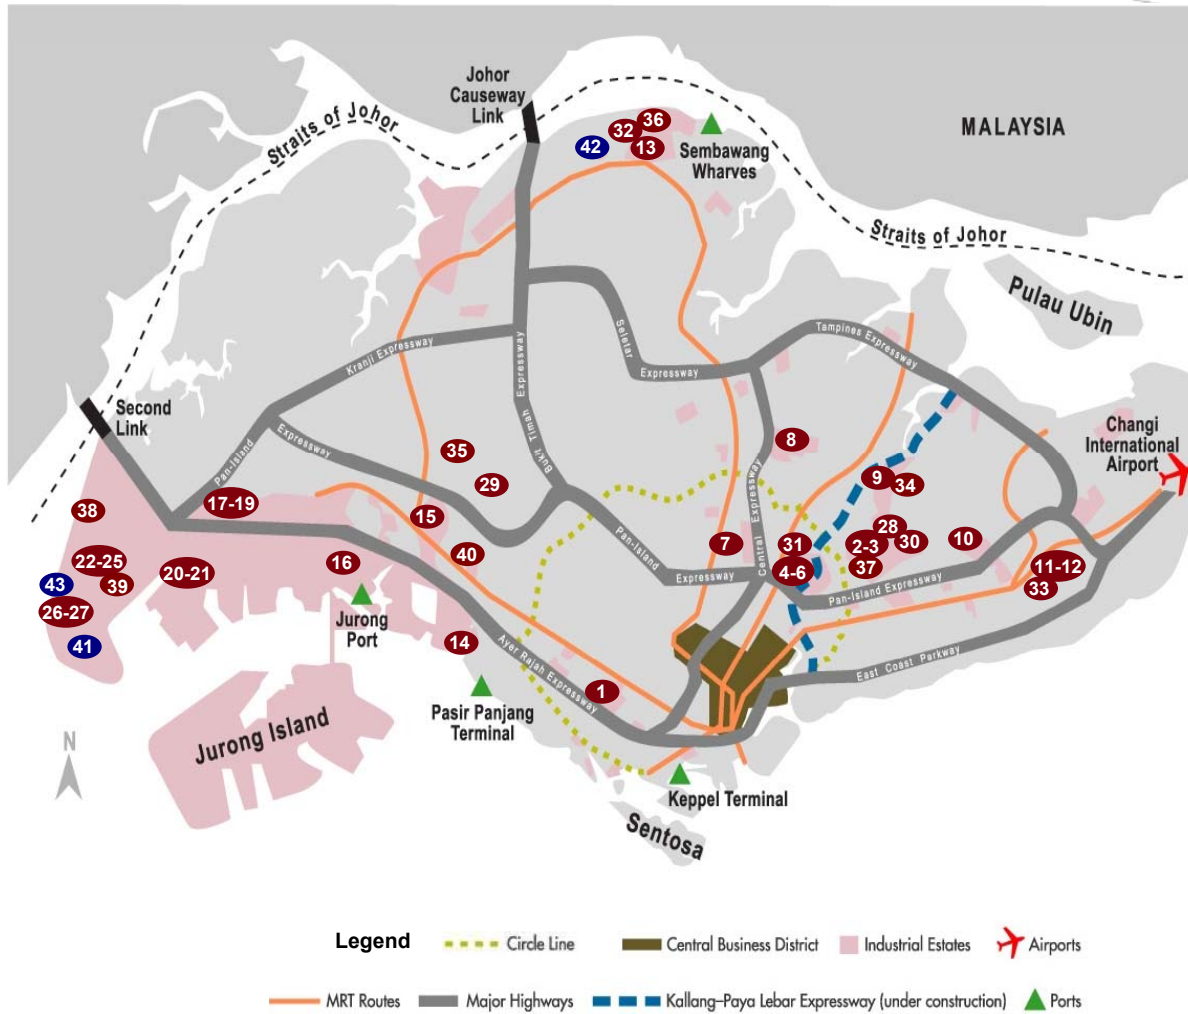 Johor
Causeway
Link
Straits of Johor
MALAYSIA
36
32
42
13
Sembawang
Wharves
Straits of Johor
Pulau Ubin
Seletar
Expressway
Tampines Expressway
Kranji Expressway
Bukit Timah Expressway
Second
Link
Pan-Island
Expressway
Changi
International
Airport
8
35
29
9
34
38
17-19
15
Central Expressway
28
2-3
30
10
7
31
40
22-25
20-21
16
Pan-Island
Expressway
4-6
37
11-12
33
43
39
26-27
Pan-Island Expressway
41
Jurong
Port
14
Ayer Rajah Expressway
East Coast Parkway
1
Pasir Panjang
Terminal
Jurong Island
N
Keppel Terminal
Sentosa
Legend
Circle Line
Central Business District
Industrial Estates
Airports
MRT Routes
Major Highways
Kallang–Paya Lebar Expressway (under construction)
Ports